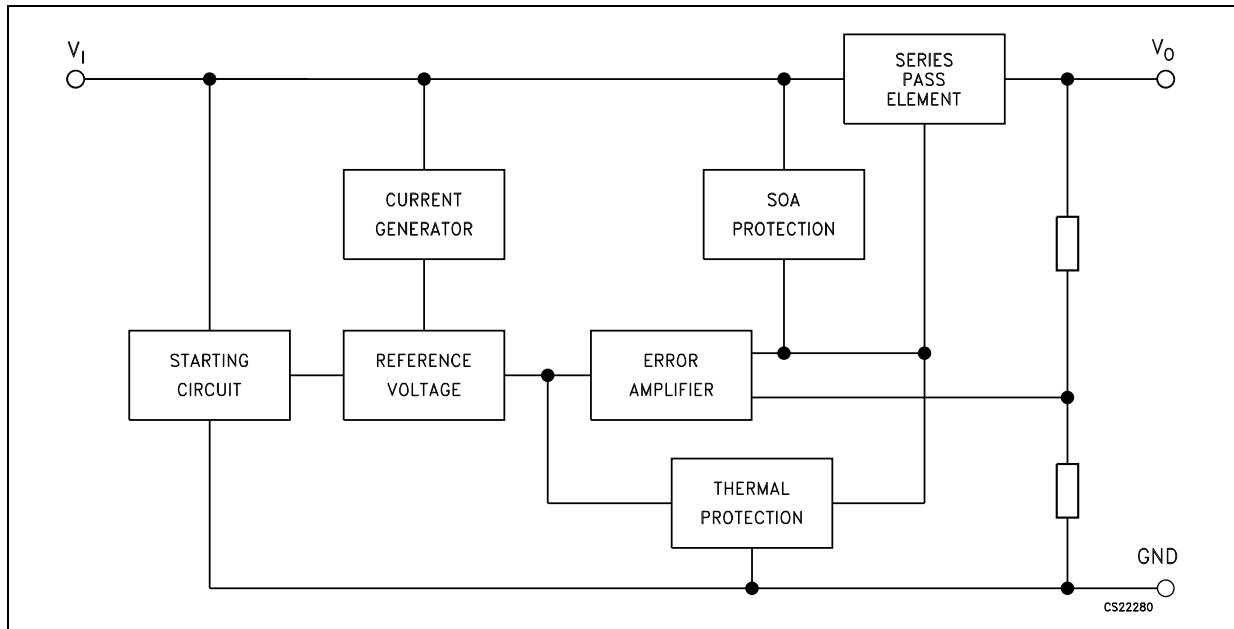 V_I
SERIES
PASS
ELEMENT
V_O
CURRENT
GENERATOR
SOA
PROTECTION
STARTING
CIRCUIT
REFERENCE
VOLTAGE
ERROR
AMPLIFIER
THERMAL
PROTECTION
GND
CS22280